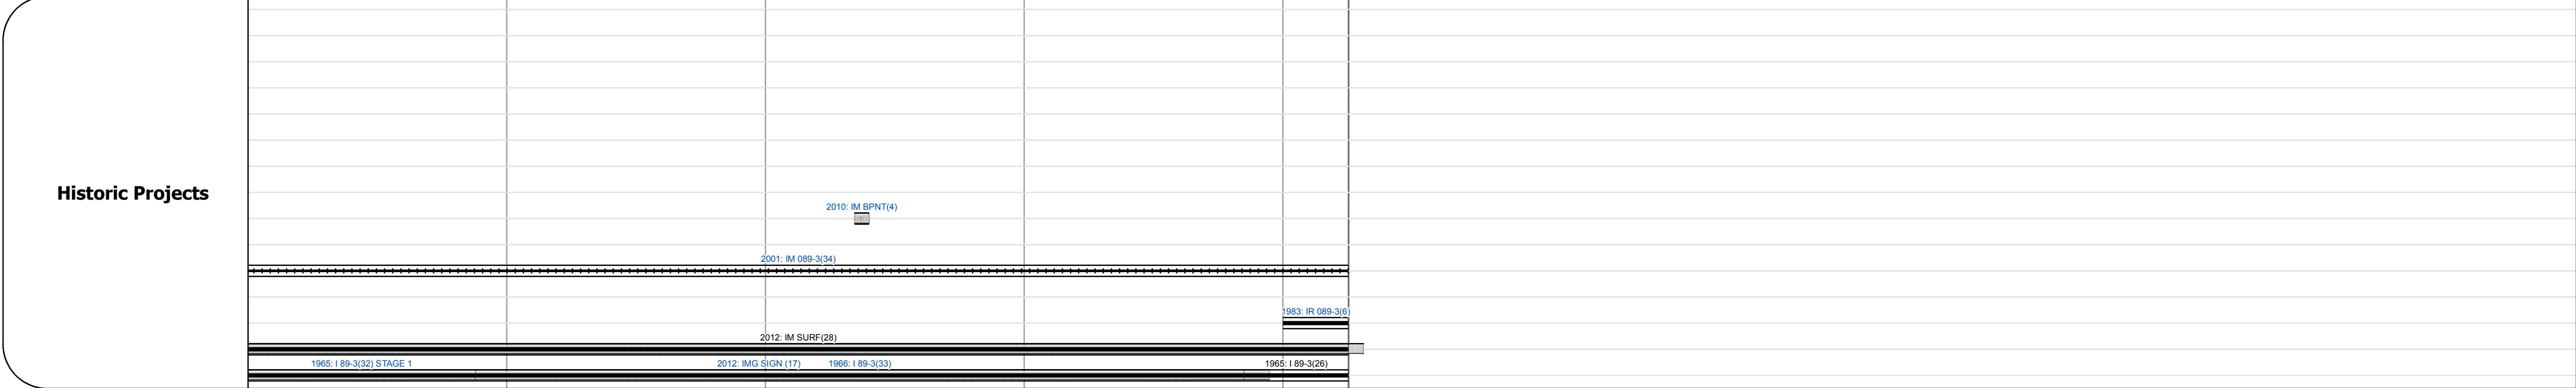 Historic Projects
2010: IM BPNT(4)
2001: IM 089-3(34)
1983: IR 089-3(6)
2012: IM SURF(28)
1965: I 89-3(32) STAGE 1
2012: IMG SIGN (17)
1966: I 89-3(33)
1965: I 89-3(26)